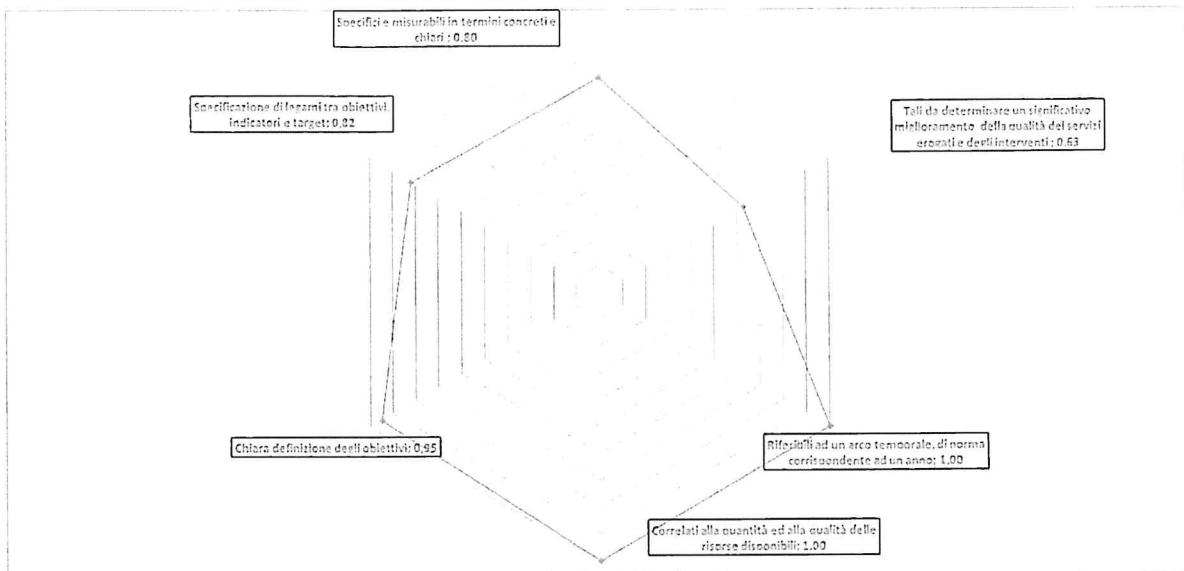 Specifici e misurabili in termini concreti e
chiari ; 0,80
Specificazione di legami tra obiettivi,
indicatori e target; 0,82
Tali da determinare un significativo
miglioramento della qualità dei servizi
erogati e degli interventi ; 0,63
Chiara definizione degli obiettivi; 0,95
Riferibili ad un arco temporale, di norma
corrispondente ad un anno; 1,00
Correlati alla quantità ed alla qualità delle
risorse disponibili; 1,00